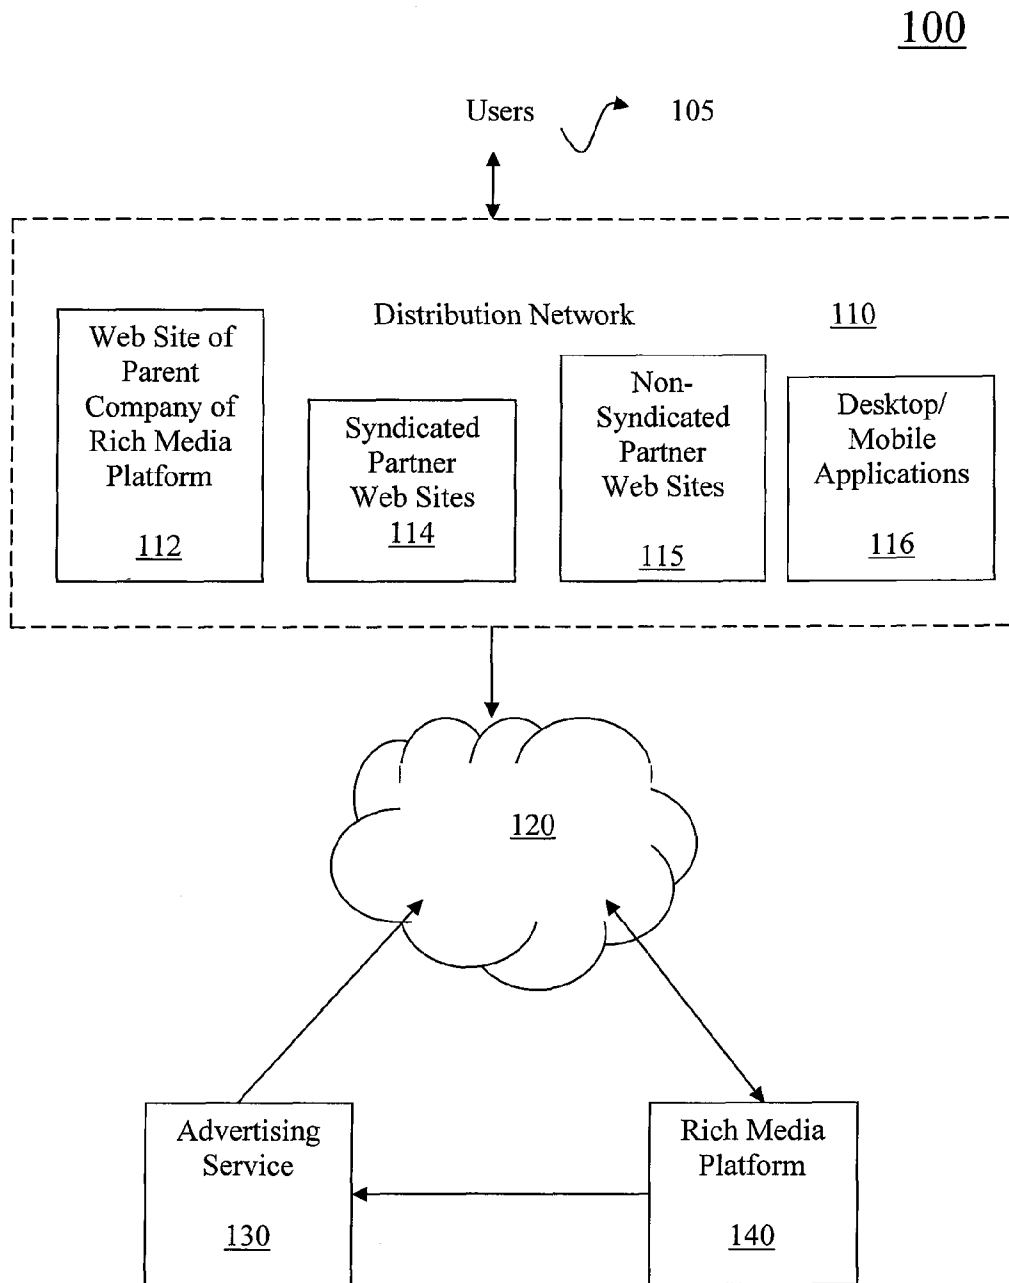 100
Users 105
Distribution Network 110
Web Site of
Parent
Company of
Rich Media
Platform
112
Syndicated
Partner
Web Sites
114
Non-
Syndicated
Partner
Web Sites
115
Desktop/
Mobile
Applications
116
120
Advertising
Service
130
Rich Media
Platform
140